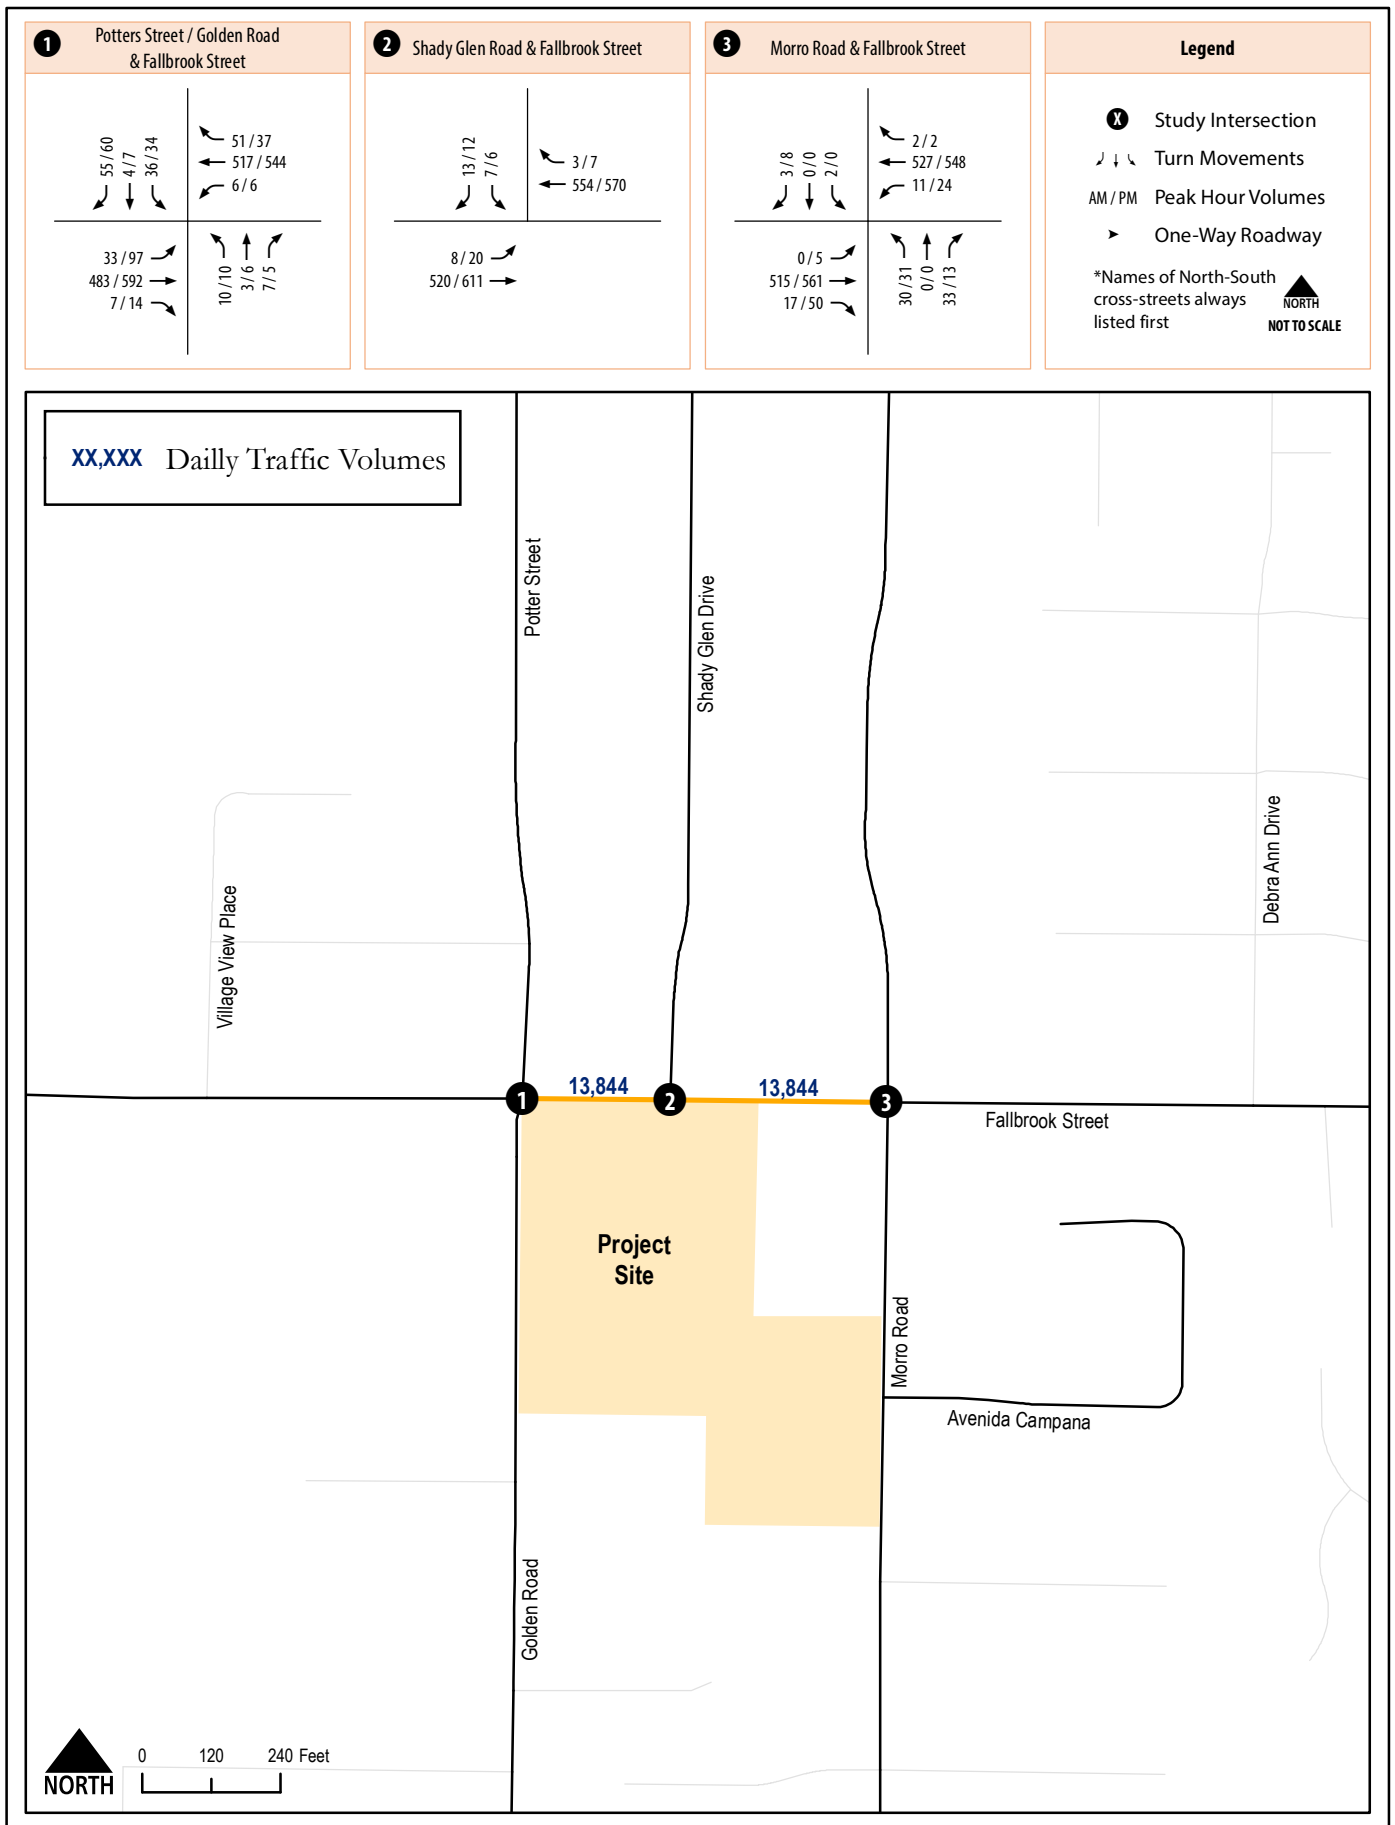 1
Potters Street / Golden Road
& Fallbrook Street
55 / 60
4 / 7
36 / 34
51 / 37
517 / 544
6 / 6
33 / 97
483 / 592
7 / 14
10 / 10
3 / 6
7 / 5
2
Shady Glen Road & Fallbrook Street
13 / 12
7 / 6
3 / 7
554 / 570
8 / 20
520 / 611
3
Morro Road & Fallbrook Street
3 / 8
0 / 0
2 / 0
2 / 2
527 / 548
11 / 24
0 / 5
515 / 561
17 / 50
30 / 31
0 / 0
33 / 13
Legend
X Study Intersection
Turn Movements
AM / PM Peak Hour Volumes
One-Way Roadway
*Names of North-South
cross-streets always
listed first
NORTH
NOT TO SCALE
XX,XXX Dailly Traffic Volumes
Potter Street
Shady Glen Drive
Village View Place
Debra Ann Drive
13,844
13,844
1
2
3
Fallbrook Street
Project
Site
Morro Road
Avenida Campana
Golden Road
NORTH
0 120 240 Feet